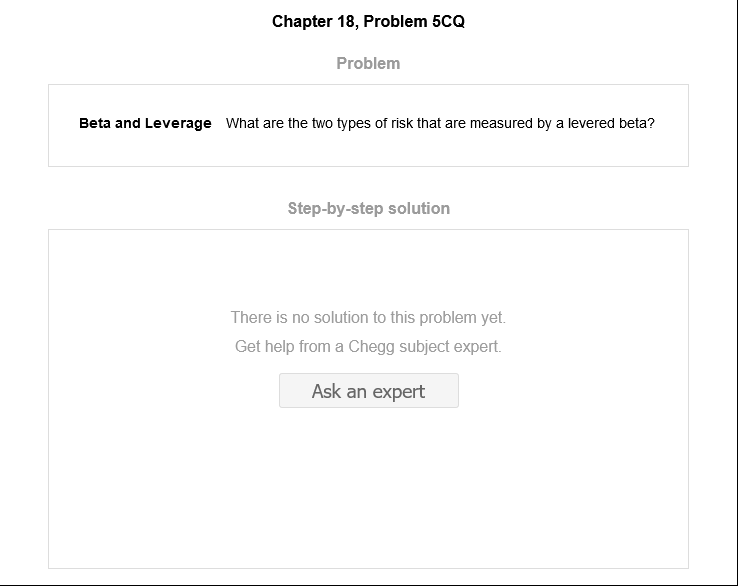 Chapter 18, Problem 5CQ
Problem
Beta and Leverage What are the two types of risk that are measured by a levered beta?
Step-by-step solution
There is no solution to this problem yet.
Get help from a Chegg subject expert.
Ask an expert